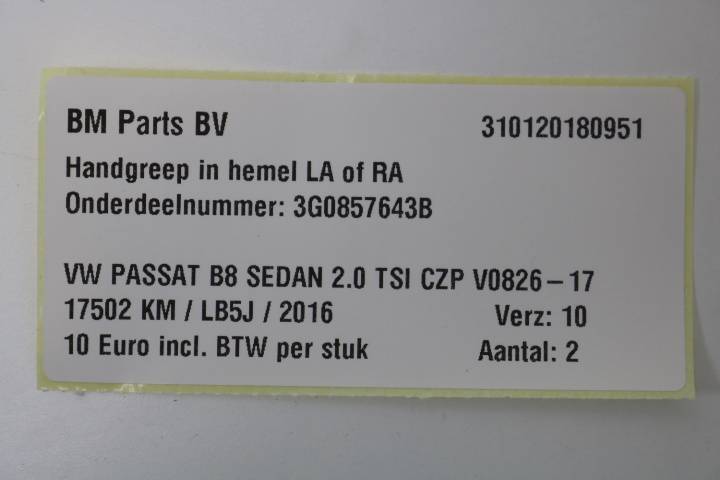 BM Parts BV 310120180951
Handgreep in hemel LA of RA
Onderdeelnummer: 3G0857643B
VW PASSAT B8 SEDAN 2.0 TSI CZP V0826-17
17502 KM / LB5J / 2016 Verz: 10
10 Euro incl. BTW per stuk Aantal: 2